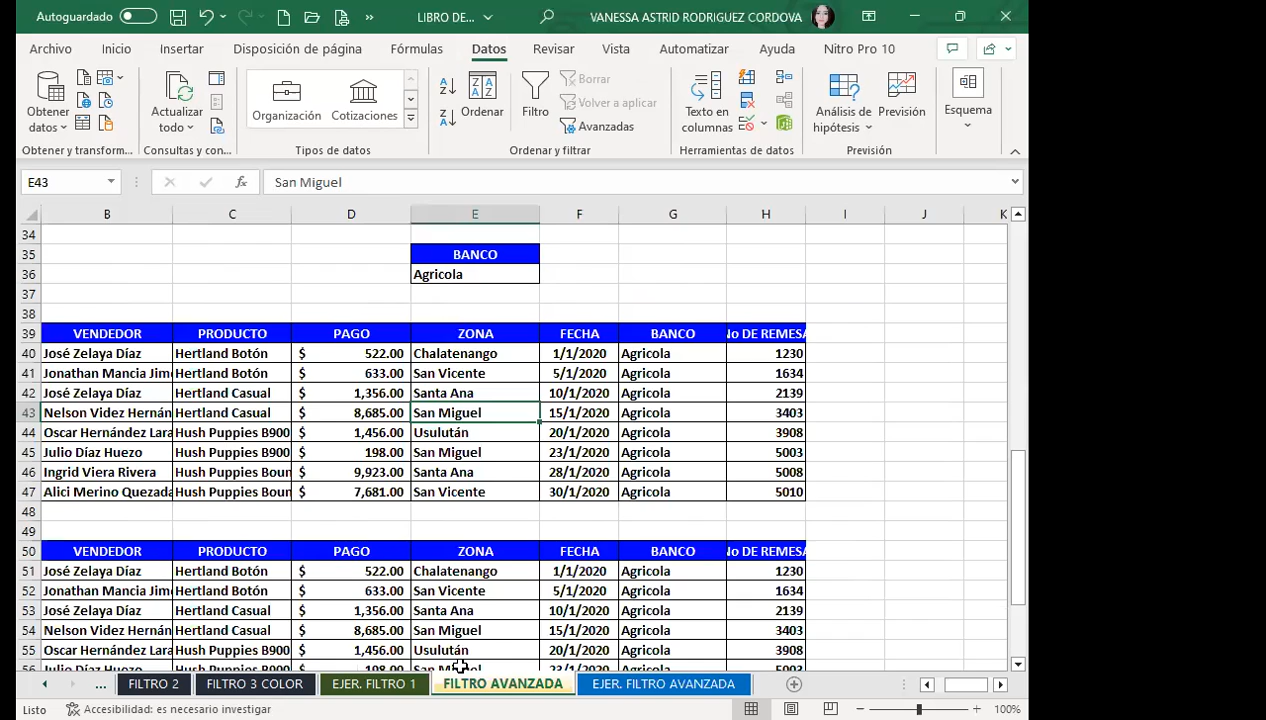 Autoguardado LIBRO DE... VANESSA ASTRID RODRIGUEZ CORDOVA
Archivo Inicio Insertar Disposición de página Fórmulas Datos Revisar Vista Automatizar Ayuda Nitro Pro 10
Obtener datos
Actualizar todo
Organización Cotizaciones
Ordenar
Filtro
Borrar
Volver a aplicar
Avanzadas
Texto en columnas
Análisis de hipótesis
Previsión
Esquema
Obtener y transform... Consultas y con... Tipos de datos Ordenar y filtrar Herramientas de datos Previsión
E43 fx San Miguel
B C D E F G H I J K
34
35 BANCO
36 Agricola
37
38
39 VENDEDOR PRODUCTO PAGO ZONA FECHA BANCO No DE REMESA
40 José Zelaya Díaz Hertland Botón $ 522.00 Chalatenango 1/1/2020 Agricola 1230
41 Jonathan Mancia Jim Hertland Botón $ 633.00 San Vicente 5/1/2020 Agricola 1634
42 José Zelaya Díaz Hertland Casual $ 1,356.00 Santa Ana 10/1/2020 Agricola 2139
43 Nelson Videz Hernán Hertland Casual $ 8,685.00 San Miguel 15/1/2020 Agricola 3403
44 Oscar Hernández Lara Hush Puppies B900 $ 1,456.00 Usulután 20/1/2020 Agricola 3908
45 Julio Díaz Huezo Hush Puppies B900 $ 198.00 San Miguel 23/1/2020 Agricola 5003
46 Ingrid Viera Rivera Hush Puppies Boun $ 9,923.00 Santa Ana 28/1/2020 Agricola 5008
47 Alici Merino Quezada Hush Puppies Boun $ 7,681.00 San Vicente 30/1/2020 Agricola 5010
48
49
50 VENDEDOR PRODUCTO PAGO ZONA FECHA BANCO No DE REMESA
51 José Zelaya Díaz Hertland Botón $ 522.00 Chalatenango 1/1/2020 Agricola 1230
52 Jonathan Mancia Jim Hertland Botón $ 633.00 San Vicente 5/1/2020 Agricola 1634
53 José Zelaya Díaz Hertland Casual $ 1,356.00 Santa Ana 10/1/2020 Agricola 2139
54 Nelson Videz Hernán Hertland Casual $ 8,685.00 San Miguel 15/1/2020 Agricola 3403
55 Oscar Hernández Lara Hush Puppies B900 $ 1,456.00 Usulután 20/1/2020 Agricola 3908
56 Julio Díaz Huezo Hush Puppies B900 $ 198.00 San Miguel 23/1/2020 Agricola 5003
... FILTRO 2 FILTRO 3 COLOR EJER. FILTRO 1 FILTRO AVANZADA EJER. FILTRO AVANZADA
Listo Accesibilidad: es necesario investigar 100%